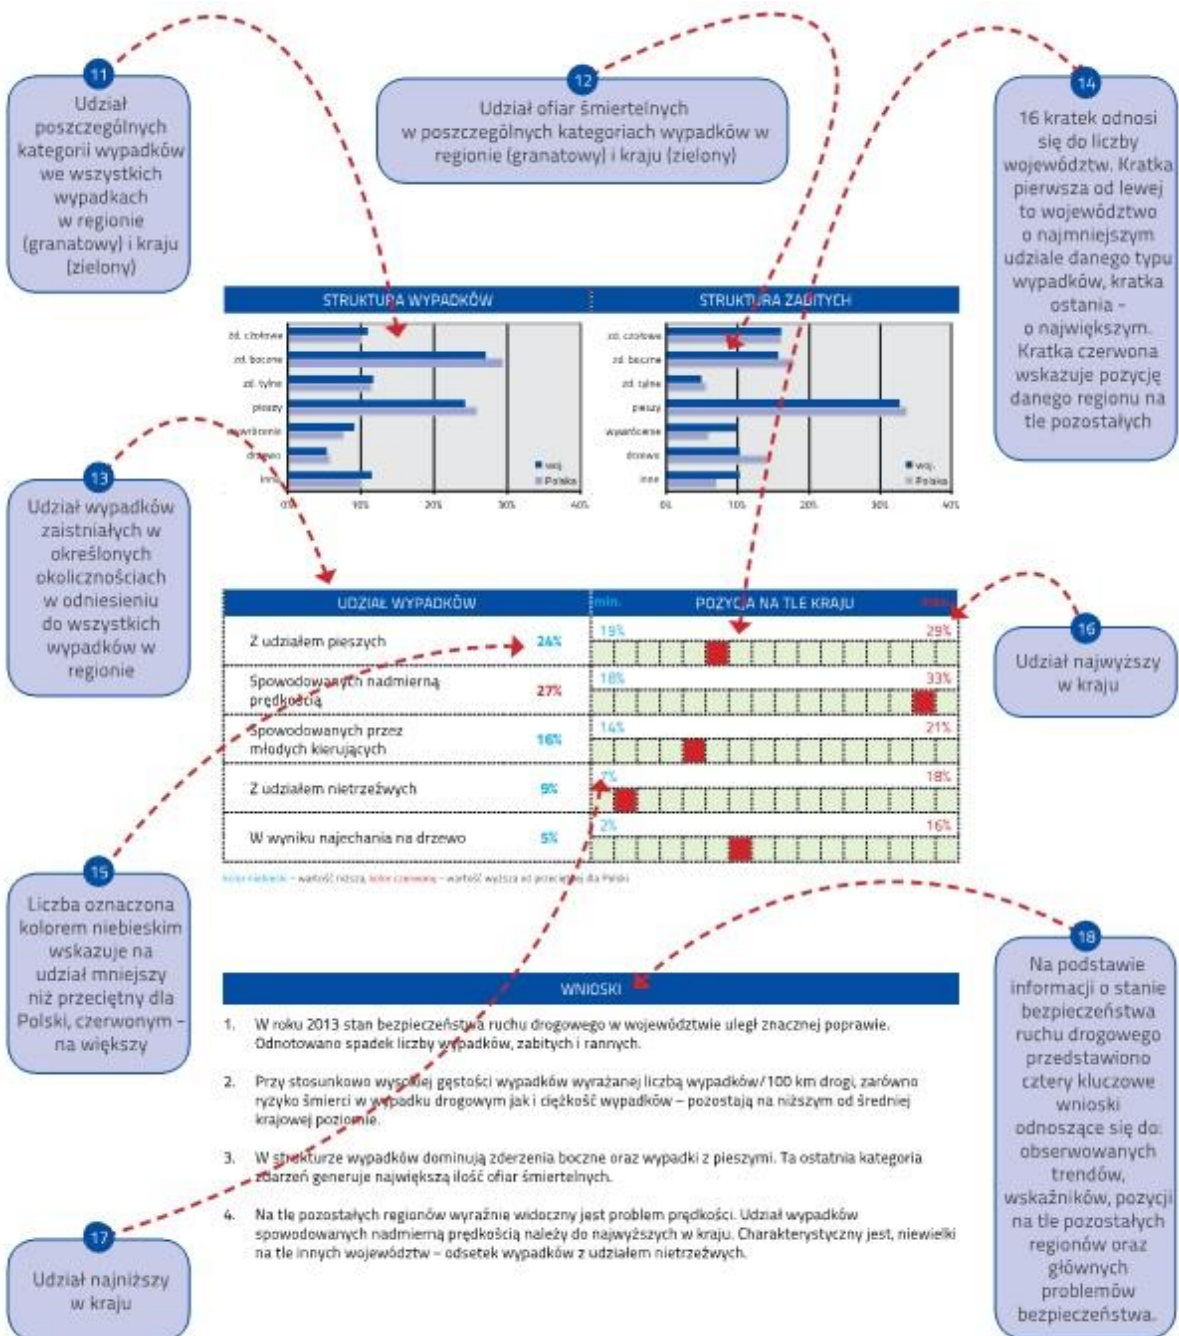 11
Udział
poszczególnych
kategorii wypadków
we wszystkich
wypadkach
w regionie
(granatowy) i kraju
(zielony)
12
Udział ofiar śmiertelnych
w poszczególnych kategoriach wypadków w
regionie (granatowy) i kraju (zielony)
14
16 kratek odnosi
się do liczby
województw. Kratka
pierwsza od lewej
to województwo
o najmniejszym
udziale danego typu
wypadków, kratka
ostania -
o największym.
Kratka czerwona
wskazuje pozycję
danego regionu na
tle pozostałych
STRUKTURA WYPADKÓW
zd. czołowe
zd. boczne
zd. tylne
pieszy
wywrócenie
drzewo
inne
woj.
Polska
0% 10% 20% 30% 40%
STRUKTURA ZABITYCH
zd. czołowe
zd. boczne
zd. tylne
pieszy
wywrócenie
drzewo
inne
woj.
Polska
0% 10% 20% 30% 40%
13
Udział wypadków
zaistniałych w
określonych
okolicznościach
w odniesieniu
do wszystkich
wypadków w
regionie
UDZIAŁ WYPADKÓW min. POZYCJA NA TLE KRAJU max.
Z udziałem pieszych 24% 19% 29%
Spowodowanych nadmierną
prędkością 27% 18% 33%
Spowodowanych przez
młodych kierujących 16% 14% 21%
Z udziałem nietrzeźwych 9% 7% 18%
W wyniku najechania na drzewo 5% 2% 16%
kolor niebieski – wartość niższa, kolor czerwony – wartość wyższa od przeciętnej dla Polski
16
Udział najwyższy
w kraju
15
Liczba oznaczona
kolorem niebieskim
wskazuje na
udział mniejszy
niż przeciętny dla
Polski, czerwonym -
na większy
WNIOSKI
1. W roku 2013 stan bezpieczeństwa ruchu drogowego w województwie uległ znacznej poprawie.
Odnotowano spadek liczby wypadków, zabitych i rannych.
2. Przy stosunkowo wysokiej gęstości wypadków wyrażanej liczbą wypadków/100 km drogi, zarówno
ryzyko śmierci w wypadku drogowym jak i ciężkość wypadków – pozostają na niższym od średniej
krajowej poziomie.
3. W strukturze wypadków dominują zderzenia boczne oraz wypadki z pieszymi. Ta ostatnia kategoria
zdarzeń generuje największą ilość ofiar śmiertelnych.
4. Na tle pozostałych regionów wyraźnie widoczny jest problem prędkości. Udział wypadków
spowodowanych nadmierną prędkością należy do najwyższych w kraju. Charakterystyczny jest, niewielki
na tle innych województw – odsetek wypadków z udziałem nietrzeźwych.
17
Udział najniższy
w kraju
18
Na podstawie
informacji o stanie
bezpieczeństwa
ruchu drogowego
przedstawiono
cztery kluczowe
wnioski
odnoszące się do:
obserwowanych
trendów,
wskaźników, pozycji
na tle pozostałych
regionów oraz
głównych
problemów
bezpieczeństwa.